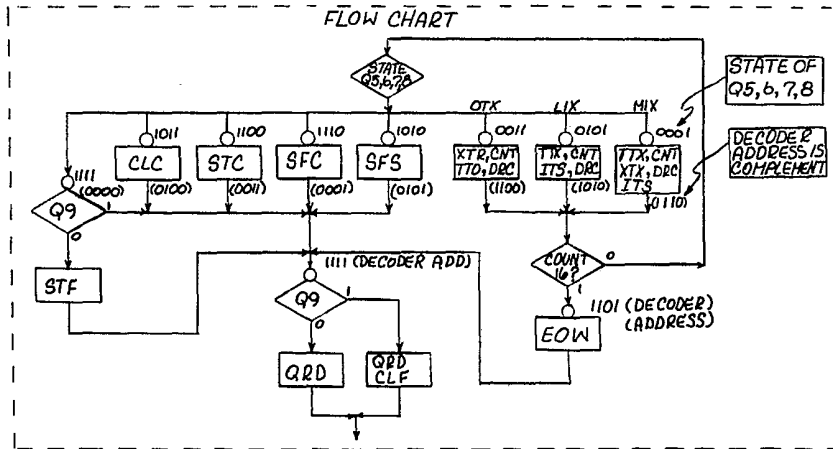 FLOW CHART
STATE
Q5,6,7,8
STATE OF
Q5,6,7,8
DECODER
ADDRESS IS
COMPLEMENT
OTX
LIX
MIX
1011
1100
1110
1010
0011
0101
0001
CLC
STC
SFC
SFS
XTR,CNT
TTO,DRC
TTX,CNT
ITS,DRC
TTX,CNT
XTX,DRC
ITS
1111
(0000)
(0100)
(0011)
(0001)
(0101)
(1100)
(1010)
(0110)
Q9
1
0
STF
1111 (DECODER ADD)
Q9
1
0
QRD
QRD
CLF
COUNT
16?
0
1
1101 (DECODER)
(ADDRESS)
EOW